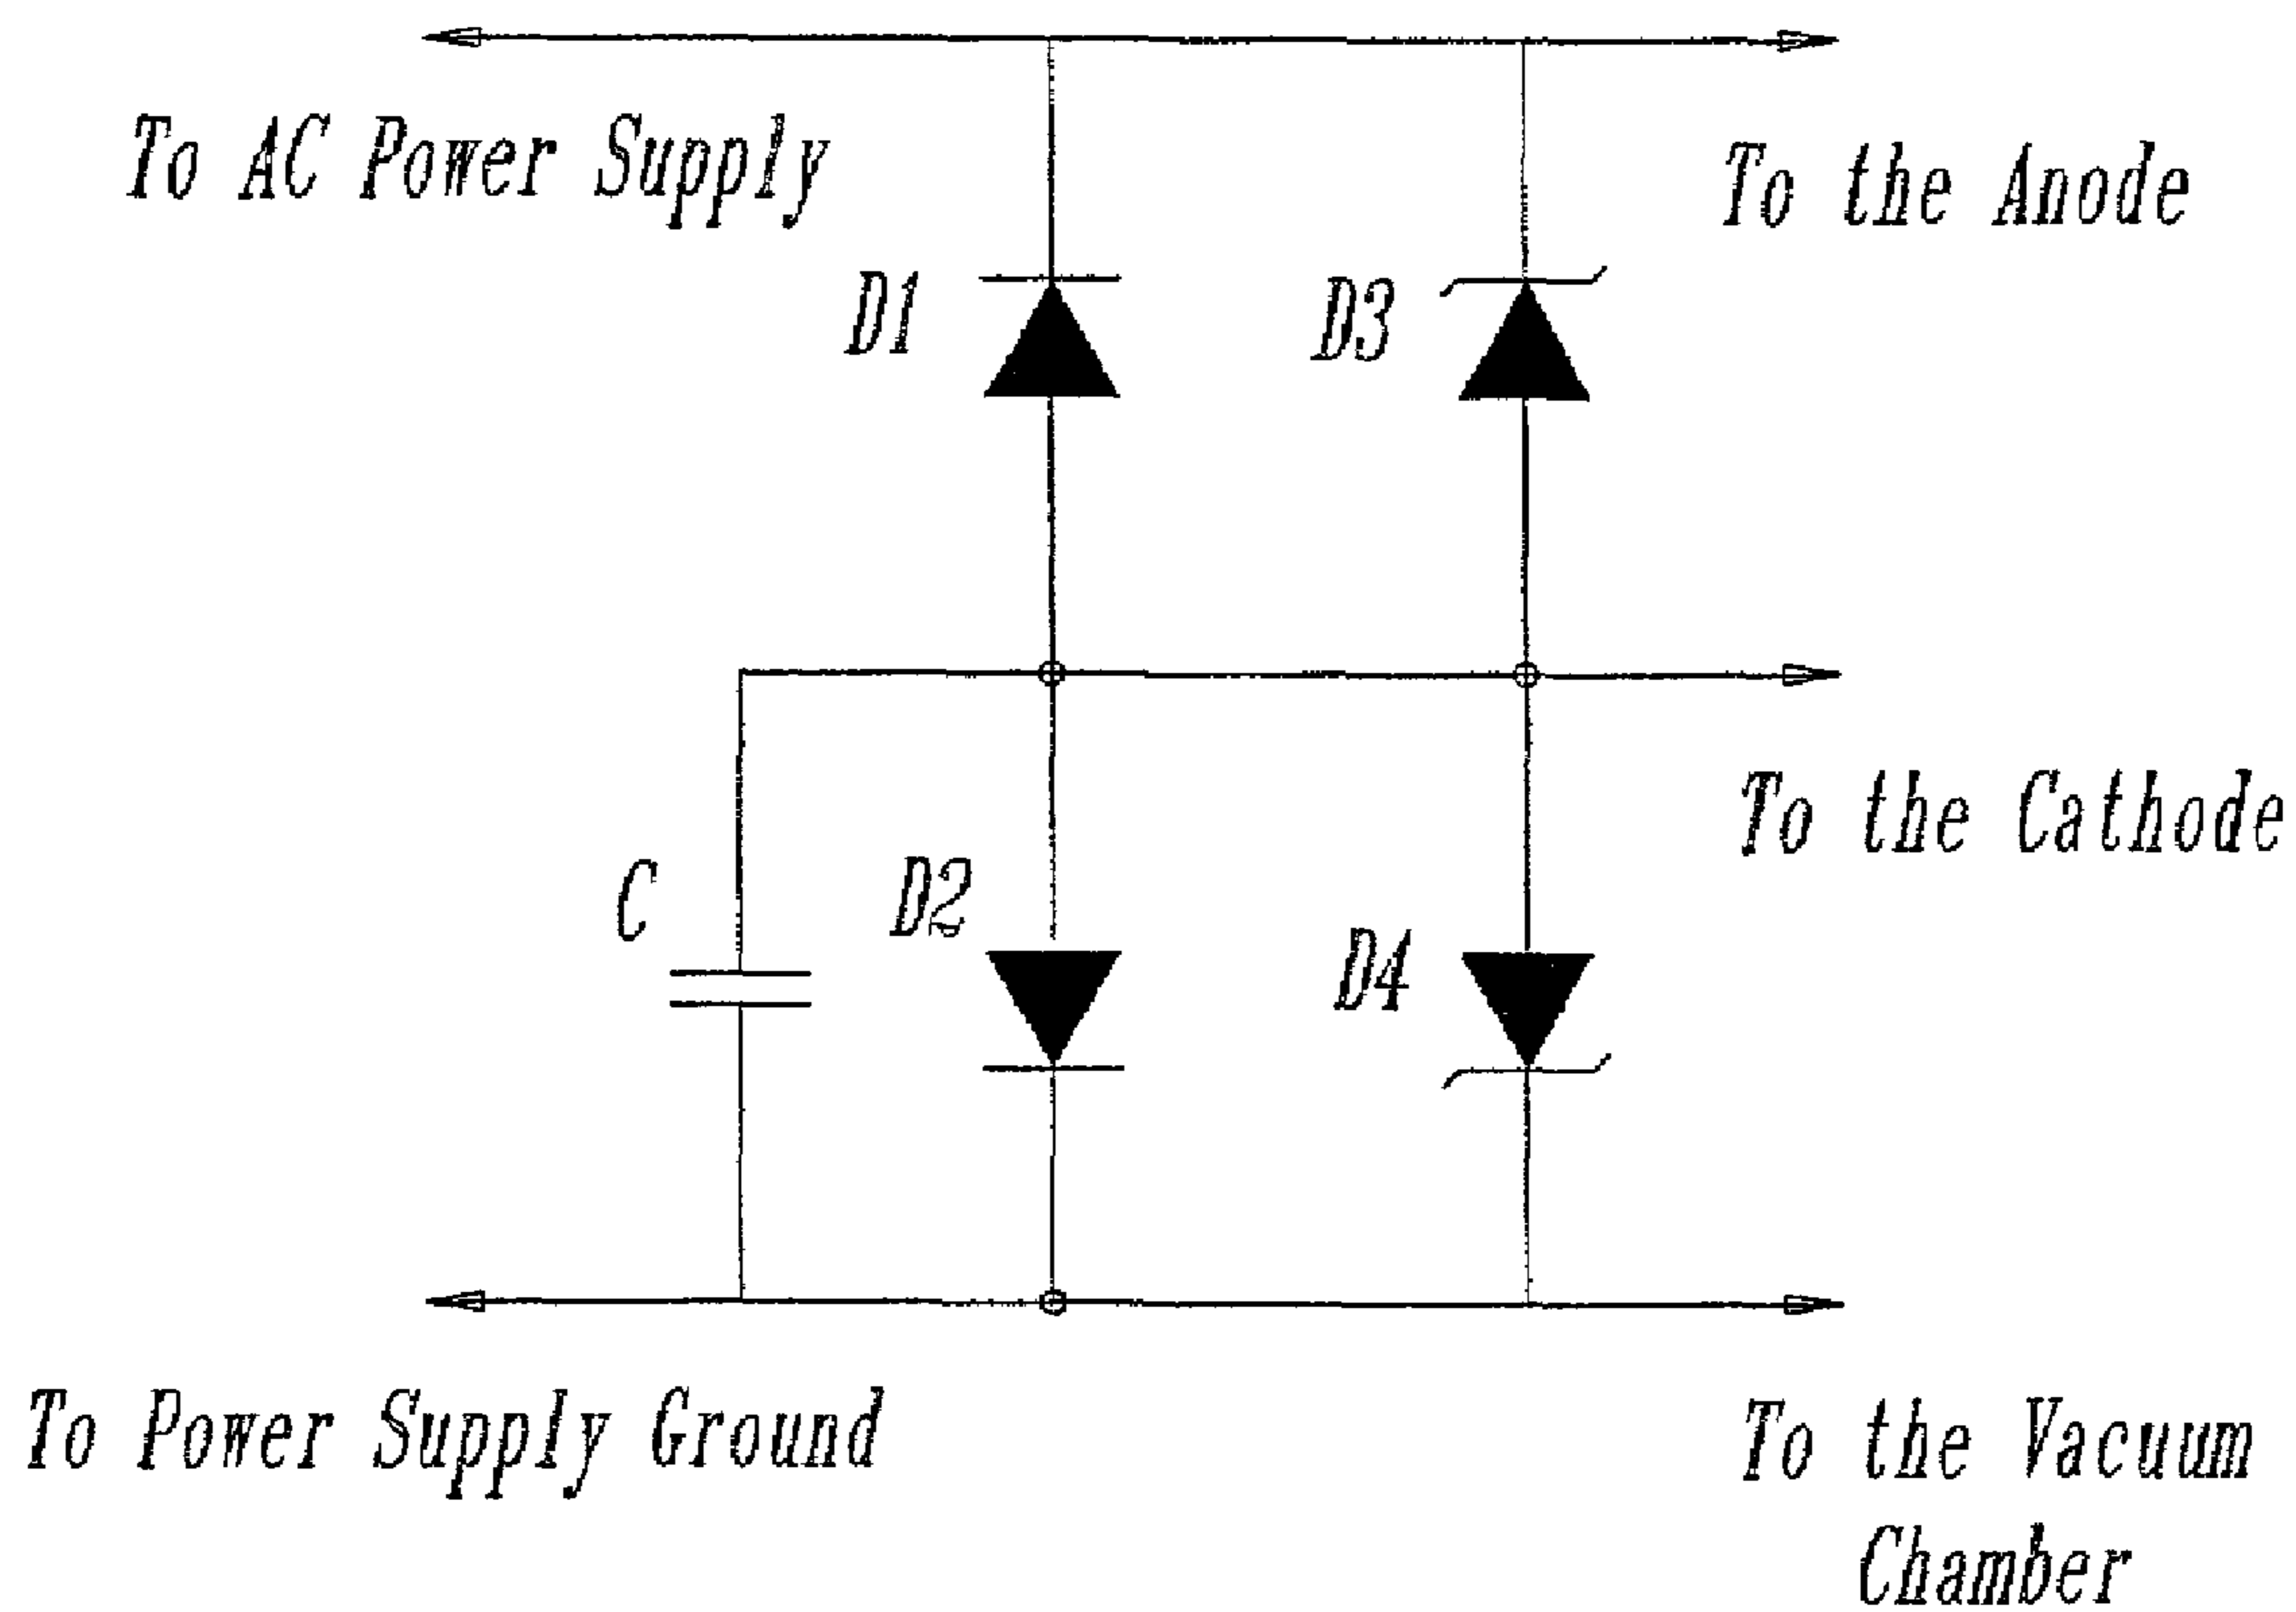 To AC Power Supply
To the Anode
D1
D3
To the Cathode
C
D2
D4
To Power Supply Ground
To the Vacuum
Chamber